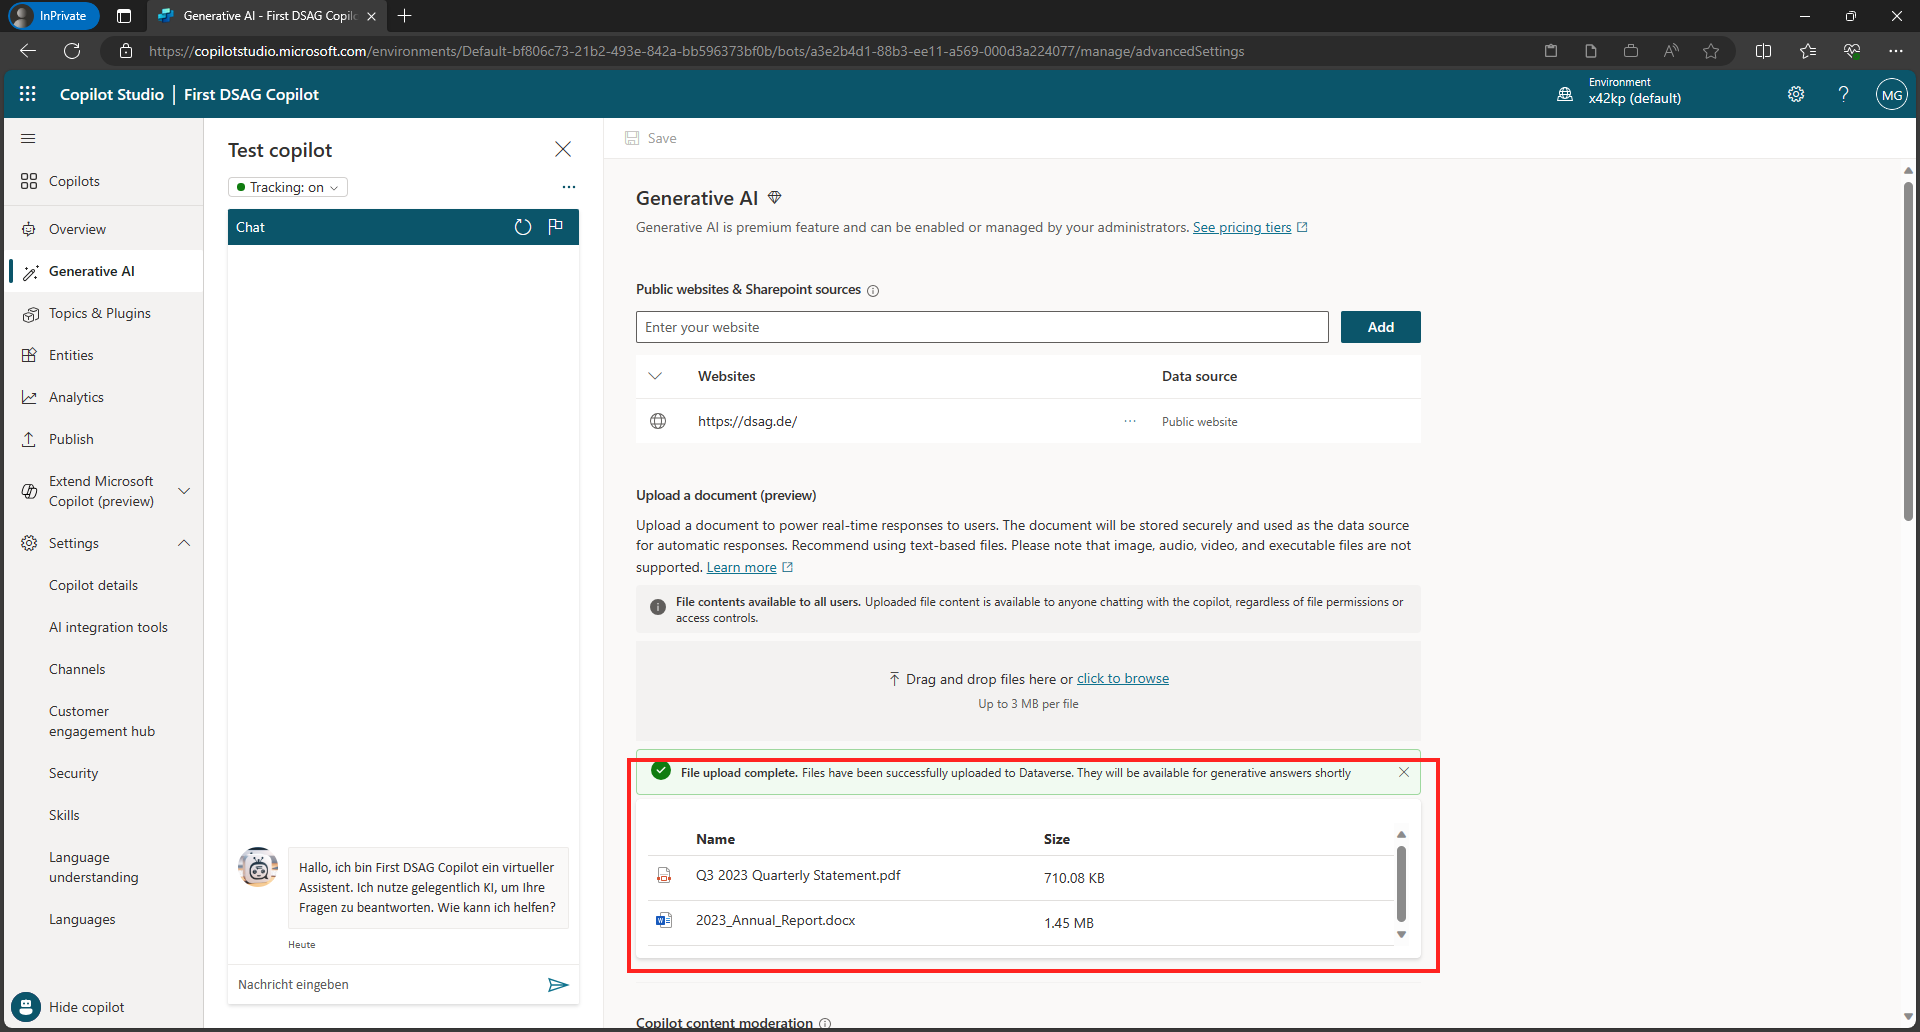 InPrivate
Generative AI - First DSAG Copil
https://copilotstudio.microsoft.com/environments/Default-bf806c73-21b2-493e-842a-bb596373bf0b/bots/a3e2b4d1-88b3-ee11-a569-000d3a224077/manage/advancedSettings
Copilot Studio | First DSAG Copilot
Environment
x42kp (default)
?
MG
Copilots
Overview
Generative AI
Topics & Plugins
Entities
Analytics
Publish
Extend Microsoft
Copilot (preview)
Settings
Copilot details
AI integration tools
Channels
Customer
engagement hub
Security
Skills
Language
understanding
Languages
Hide copilot
Test copilot
Tracking: on
Chat
Hallo, ich bin First DSAG Copilot ein virtueller
Assistent. Ich nutze gelegentlich KI, um Ihre
Fragen zu beantworten. Wie kann ich helfen?
Heute
Nachricht eingeben
Save
Generative AI
Generative AI is premium feature and can be enabled or managed by your administrators. See pricing tiers
Public websites & Sharepoint sources
Enter your website
Add
Websites Data source
https://dsag.de/ ... Public website
Upload a document (preview)
Upload a document to power real-time responses to users. The document will be stored securely and used as the data source
for automatic responses. Recommend using text-based files. Please note that image, audio, video, and executable files are not
supported. Learn more
File contents available to all users. Uploaded file content is available to anyone chatting with the copilot, regardless of file permissions or
access controls.
Drag and drop files here or click to browse
Up to 3 MB per file
File upload complete. Files have been successfully uploaded to Dataverse. They will be available for generative answers shortly
Name Size
Q3 2023 Quarterly Statement.pdf 710.08 KB
2023_Annual_Report.docx 1.45 MB
Copilot content moderation